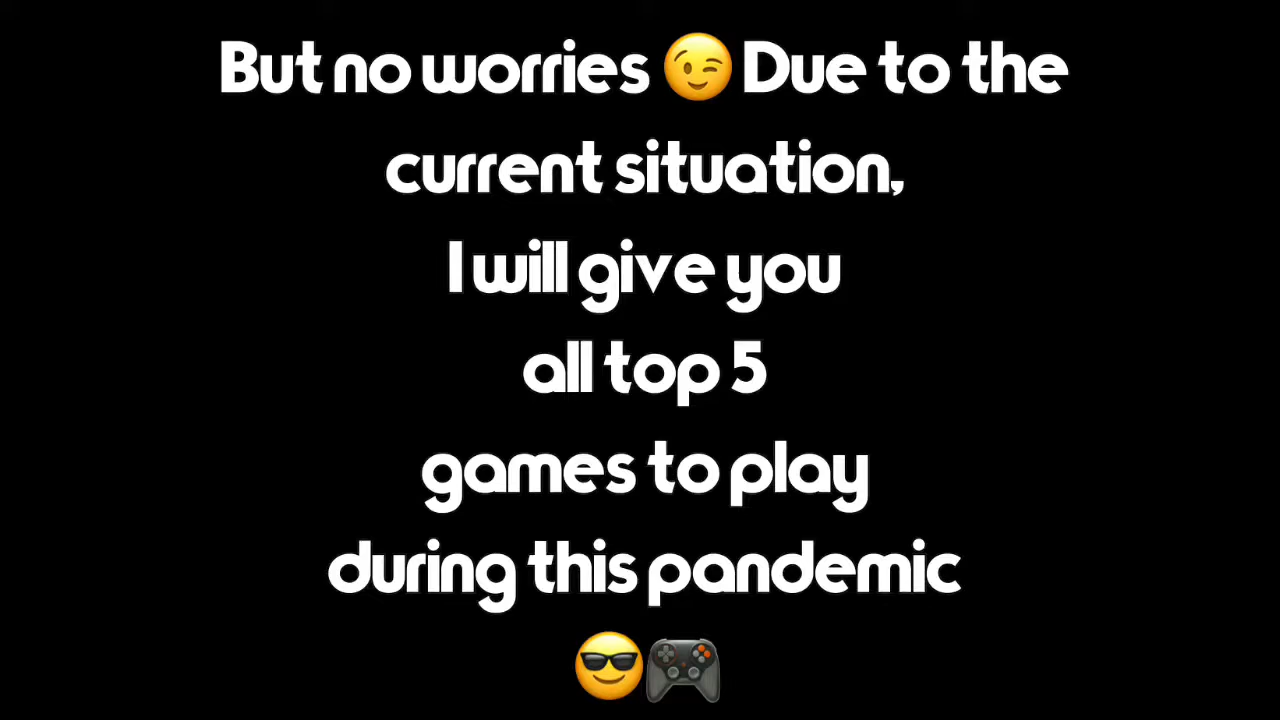 But no worries 😉 Due to the
current situation,
I will give you
all top 5
games to play
during this pandemic
😎🎮